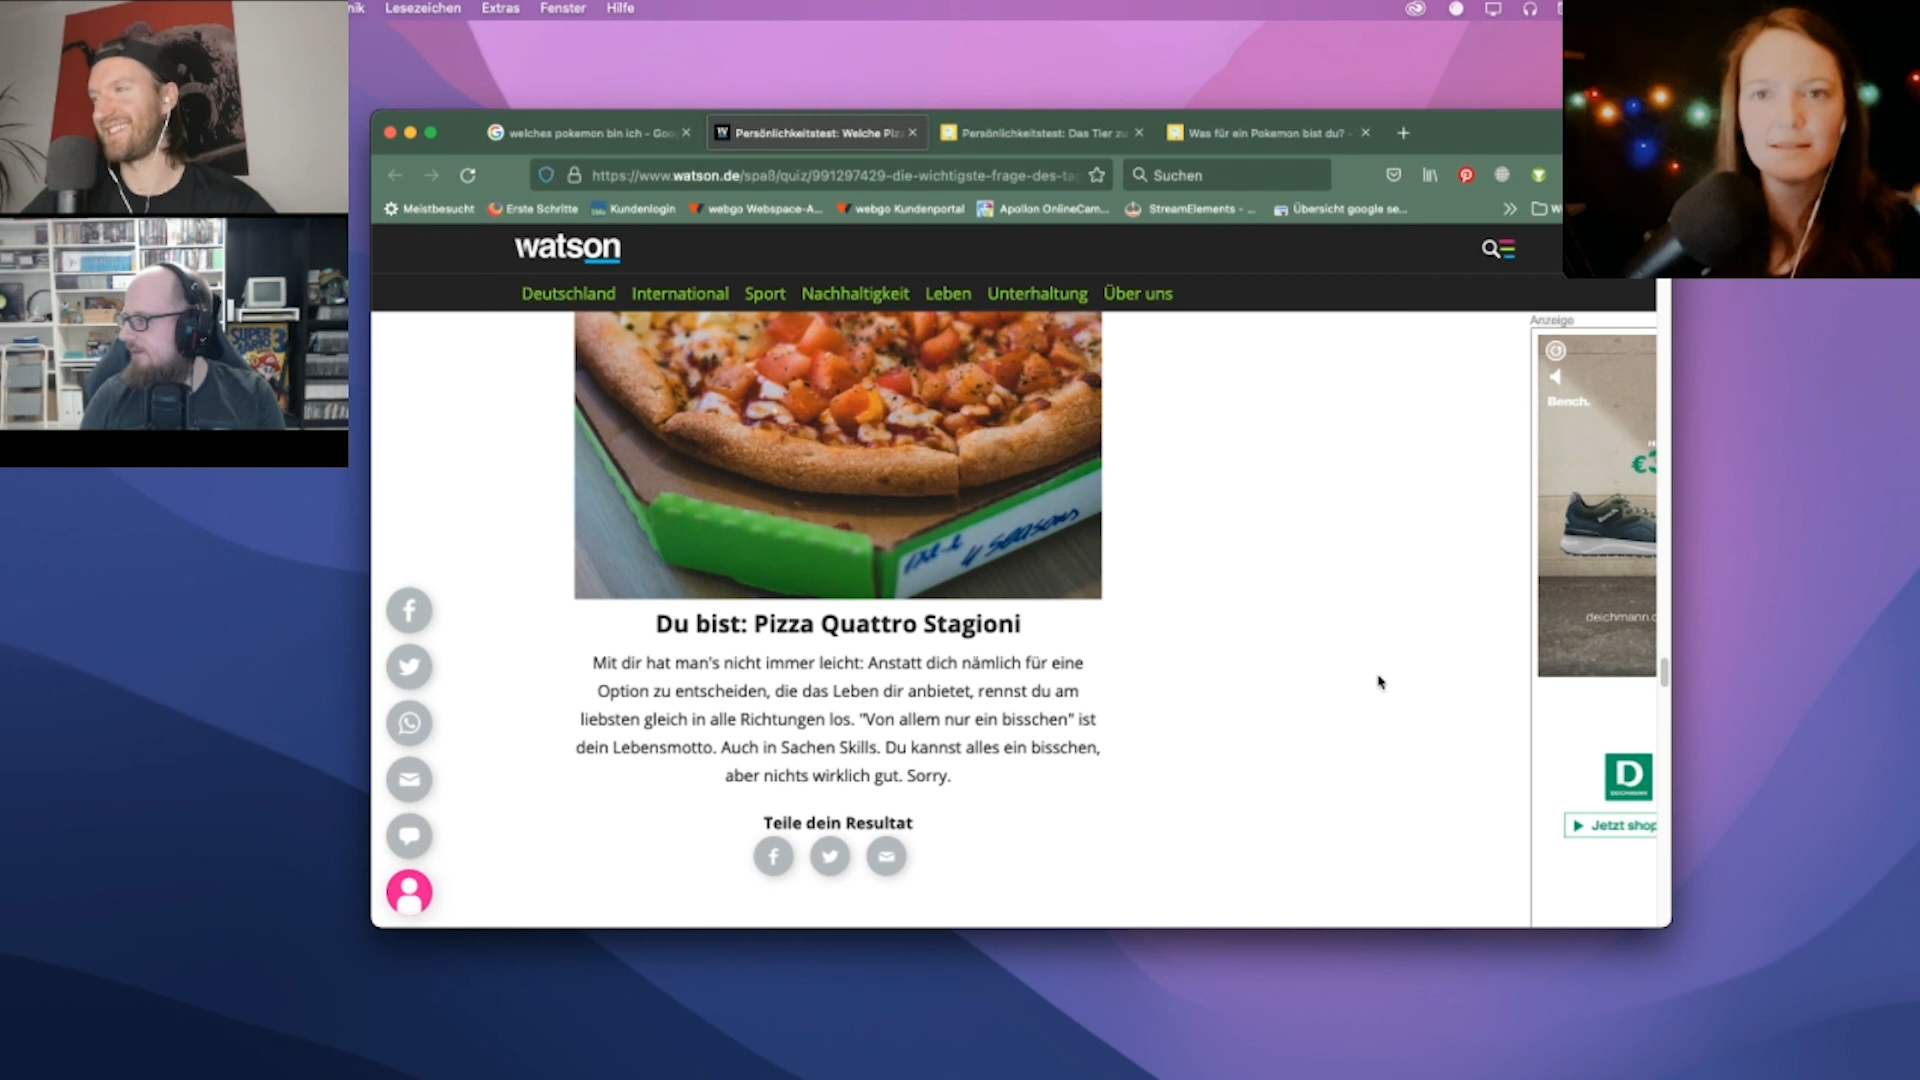 Lesezeichen Extras Fenster Hilfe
welches pokemon bin ich - Goo
Persönlichkeitstest: Welche Piz
Persönlichkeitstest: Das Tier zu
Was für ein Pokemon bist du? -
https://www.watson.de/spaß/quiz/991297429-die-wichtigste-frage-des-ta
Suchen
Meistbesucht Erste Schritte Kundenlogin webgo Webspace-A... webgo Kundenportal Apollon OnlineCam... StreamElements - ... Übersicht google se...
watson
Deutschland International Sport Nachhaltigkeit Leben Unterhaltung Über uns
Anzeige
Bench.
SUPER
MARIO 3
4 seasons
deichmann.c
Du bist: Pizza Quattro Stagioni
Mit dir hat man's nicht immer leicht: Anstatt dich nämlich für eine
Option zu entscheiden, die das Leben dir anbietet, rennst du am
liebsten gleich in alle Richtungen los. "Von allem nur ein bisschen" ist
dein Lebensmotto. Auch in Sachen Skills. Du kannst alles ein bisschen,
aber nichts wirklich gut. Sorry.
D
DEICHMANN
Teile dein Resultat
Jetzt shop